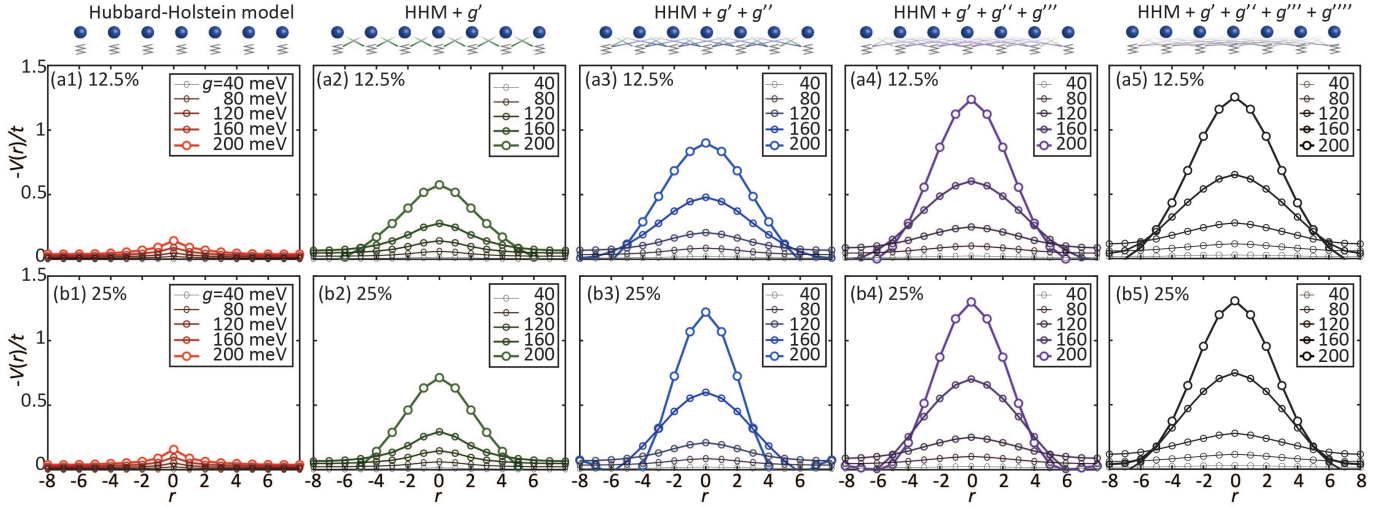 Hubbard-Holstein model
HHM + g′
HHM + g′ + g′′
HHM + g′ + g′′ + g′′′
HHM + g′ + g′′ + g′′′ + g′′′′
-V(r)/t
1.5
1
0.5
0
(a1) 12.5%
g=40 meV
80 meV
120 meV
160 meV
200 meV
(a2) 12.5%
40
80
120
160
200
(a3) 12.5%
40
80
120
160
200
(a4) 12.5%
40
80
120
160
200
(a5) 12.5%
40
80
120
160
200
-V(r)/t
1.5
1
0.5
0
(b1) 25%
g=40 meV
80 meV
120 meV
160 meV
200 meV
(b2) 25%
40
80
120
160
200
(b3) 25%
40
80
120
160
200
(b4) 25%
40
80
120
160
200
(b5) 25%
40
80
120
160
200
-8 -6 -4 -2 0 2 4 6
r
-8 -6 -4 -2 0 2 4 6
r
-8 -6 -4 -2 0 2 4 6
r
-8 -6 -4 -2 0 2 4 6
r
-8 -6 -4 -2 0 2 4 6 8
r